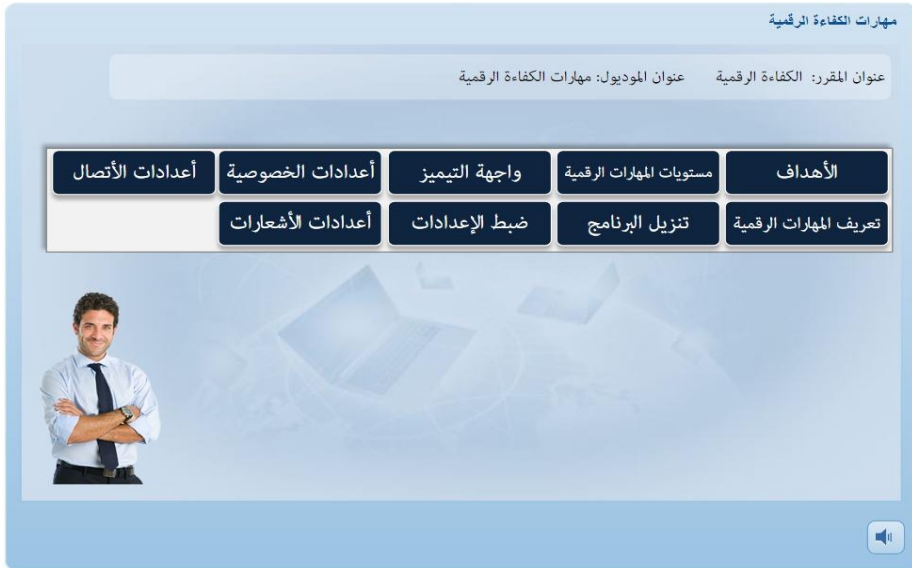 مهارات الكفاءة الرقمية
عنوان المقرر: الكفاءة الرقمية عنوان الموديول: مهارات الكفاءة الرقمية
الأهداف مستويات المهارات الرقمية واجهة التيميز أعدادات الخصوصية أعدادات الأتصال
تعريف المهارات الرقمية تنزيل البرنامج ضبط الإعدادات أعدادات الأشعارات